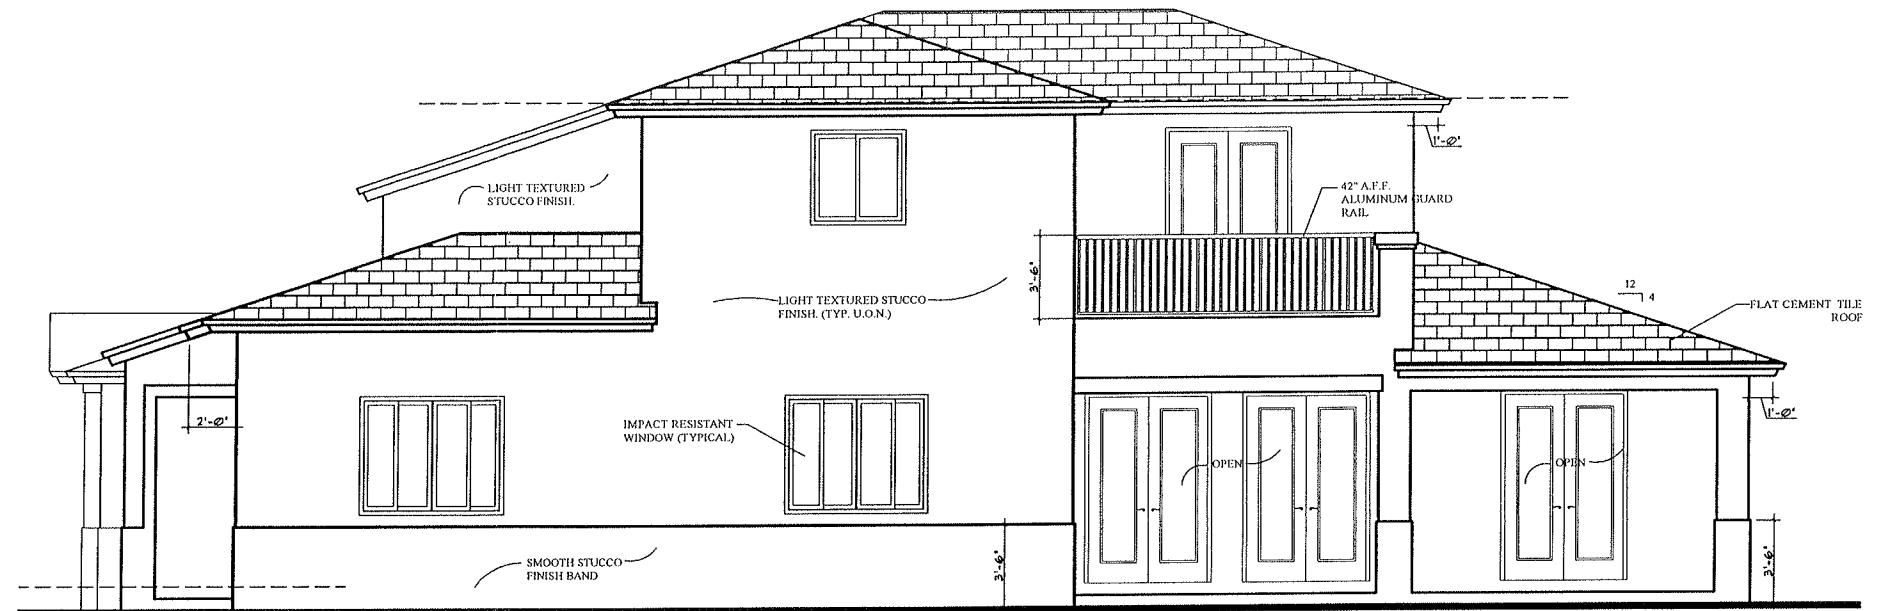 1'-0"
LIGHT TEXTURED
STUCCO FINISH.
42" A.F.F.
ALUMINUM GUARD
RAIL
3'-6"
LIGHT TEXTURED STUCCO
FINISH. (TYP. U.O.N.)
12
4
FLAT CEMENT TILE
ROOF
2'-0"
1'-0"
IMPACT RESISTANT
WINDOW (TYPICAL)
OPEN
OPEN
SMOOTH STUCCO
FINISH BAND
3'-6"
3'-6"